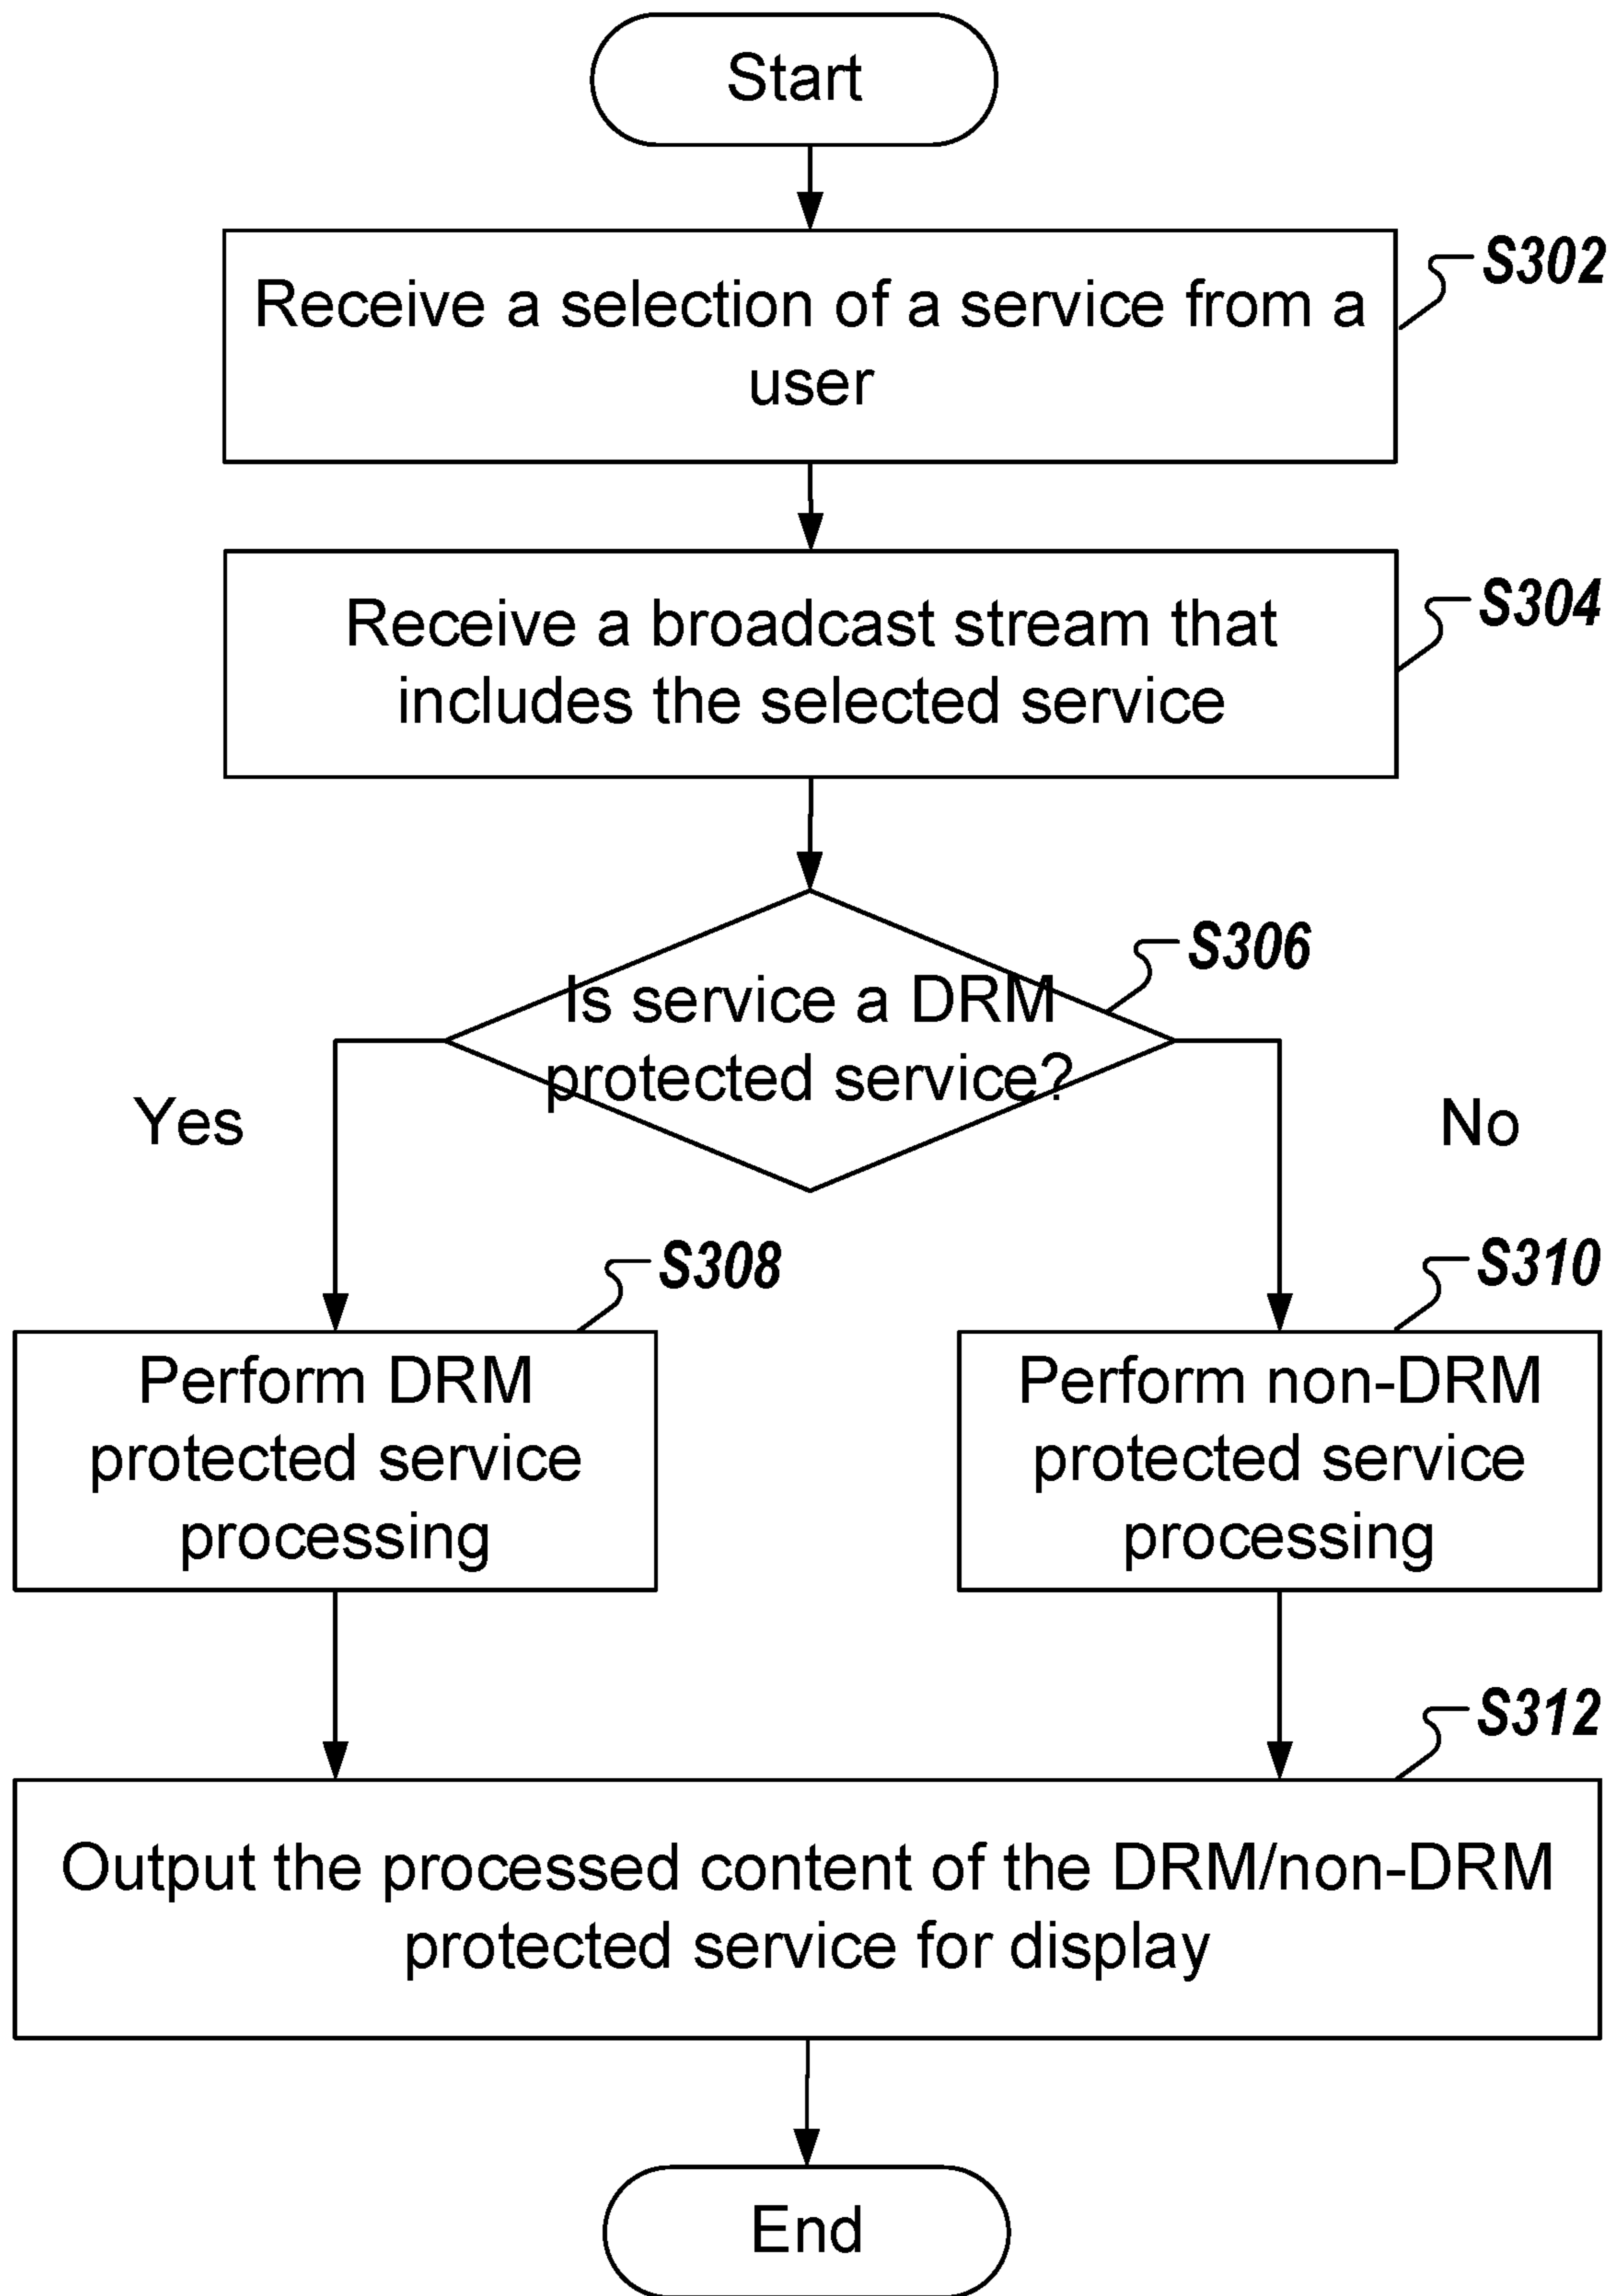 Start
S302
Receive a selection of a service from a
user
S304
Receive a broadcast stream that
includes the selected service
S306
Is service a DRM
protected service?
Yes
No
S308
Perform DRM
protected service
processing
S310
Perform non-DRM
protected service
processing
S312
Output the processed content of the DRM/non-DRM
protected service for display
End